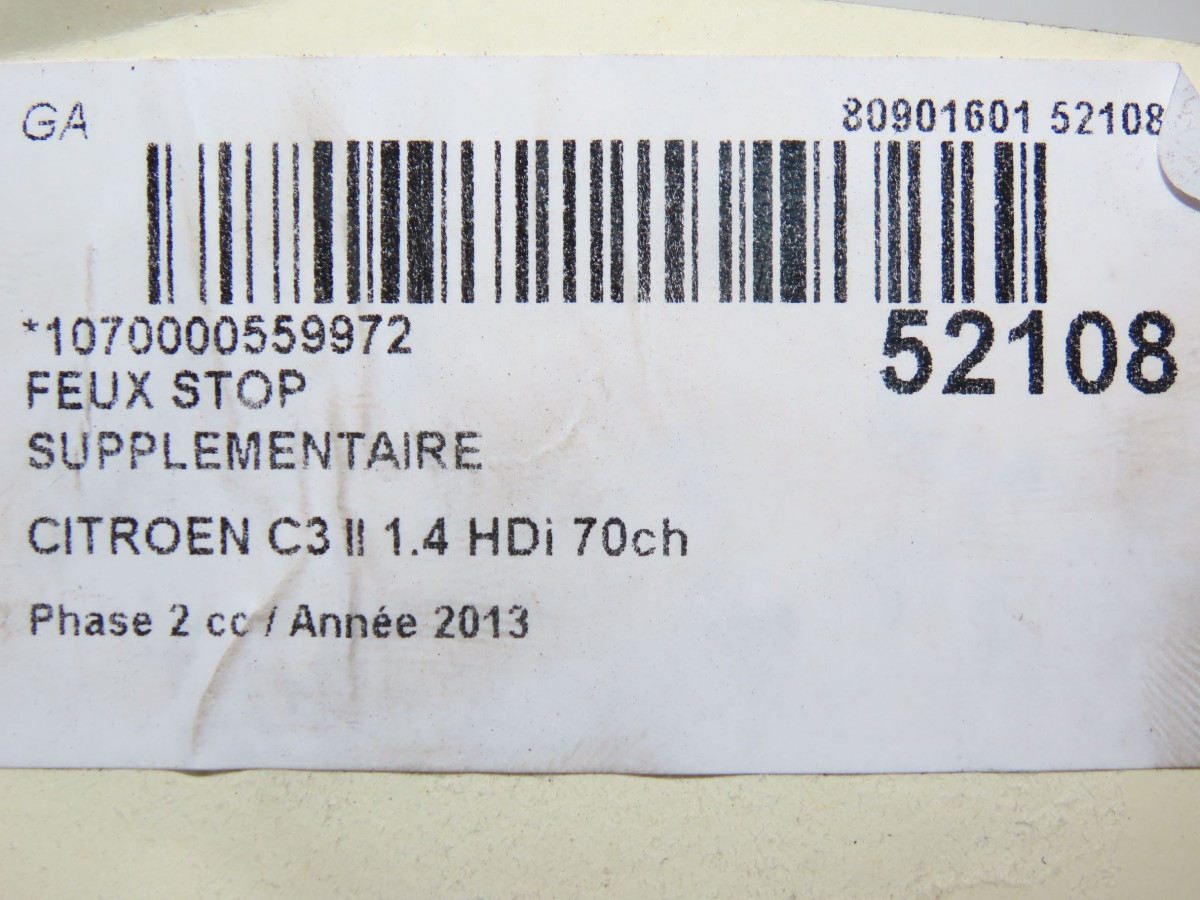 GA
80901601 52108
*1070000559972
52108
FEUX STOP
SUPPLEMENTAIRE
CITROEN C3 II 1.4 HDi 70ch
Phase 2 cc / Année 2013